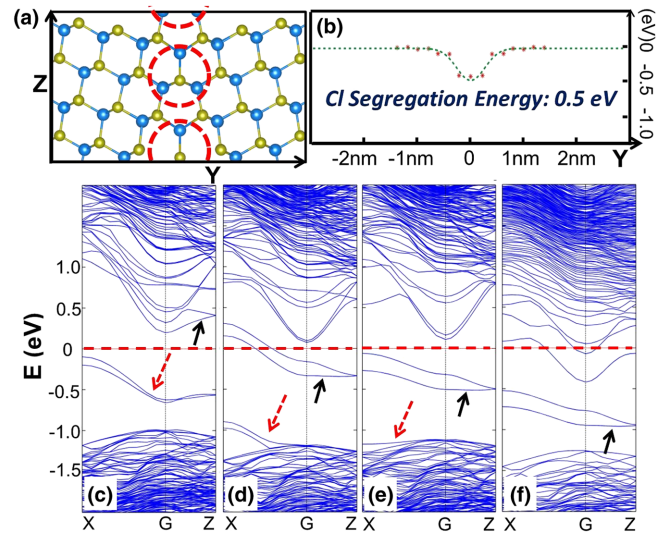 (a)
Z
Y
(b)
Cl Segregation Energy: 0.5 eV
-2nm -1nm 0 1nm 2nm Y
(eV)
0
-0.5
-1.0
E (eV)
1.0
0.5
0
-0.5
-1.0
-1.5
(c) (d) (e) (f)
X G Z X G Z X G Z X G Z